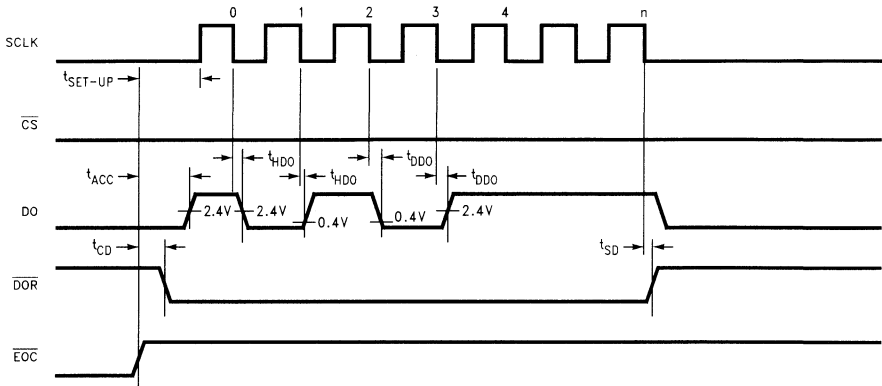 0 1 2 3 4 n
SCLK
tSET-UP
CS
tHDO tDDO
tACC tHDO tDDO
DO
2.4V 2.4V 0.4V 0.4V 2.4V
tCD tSD
DOR
EOC